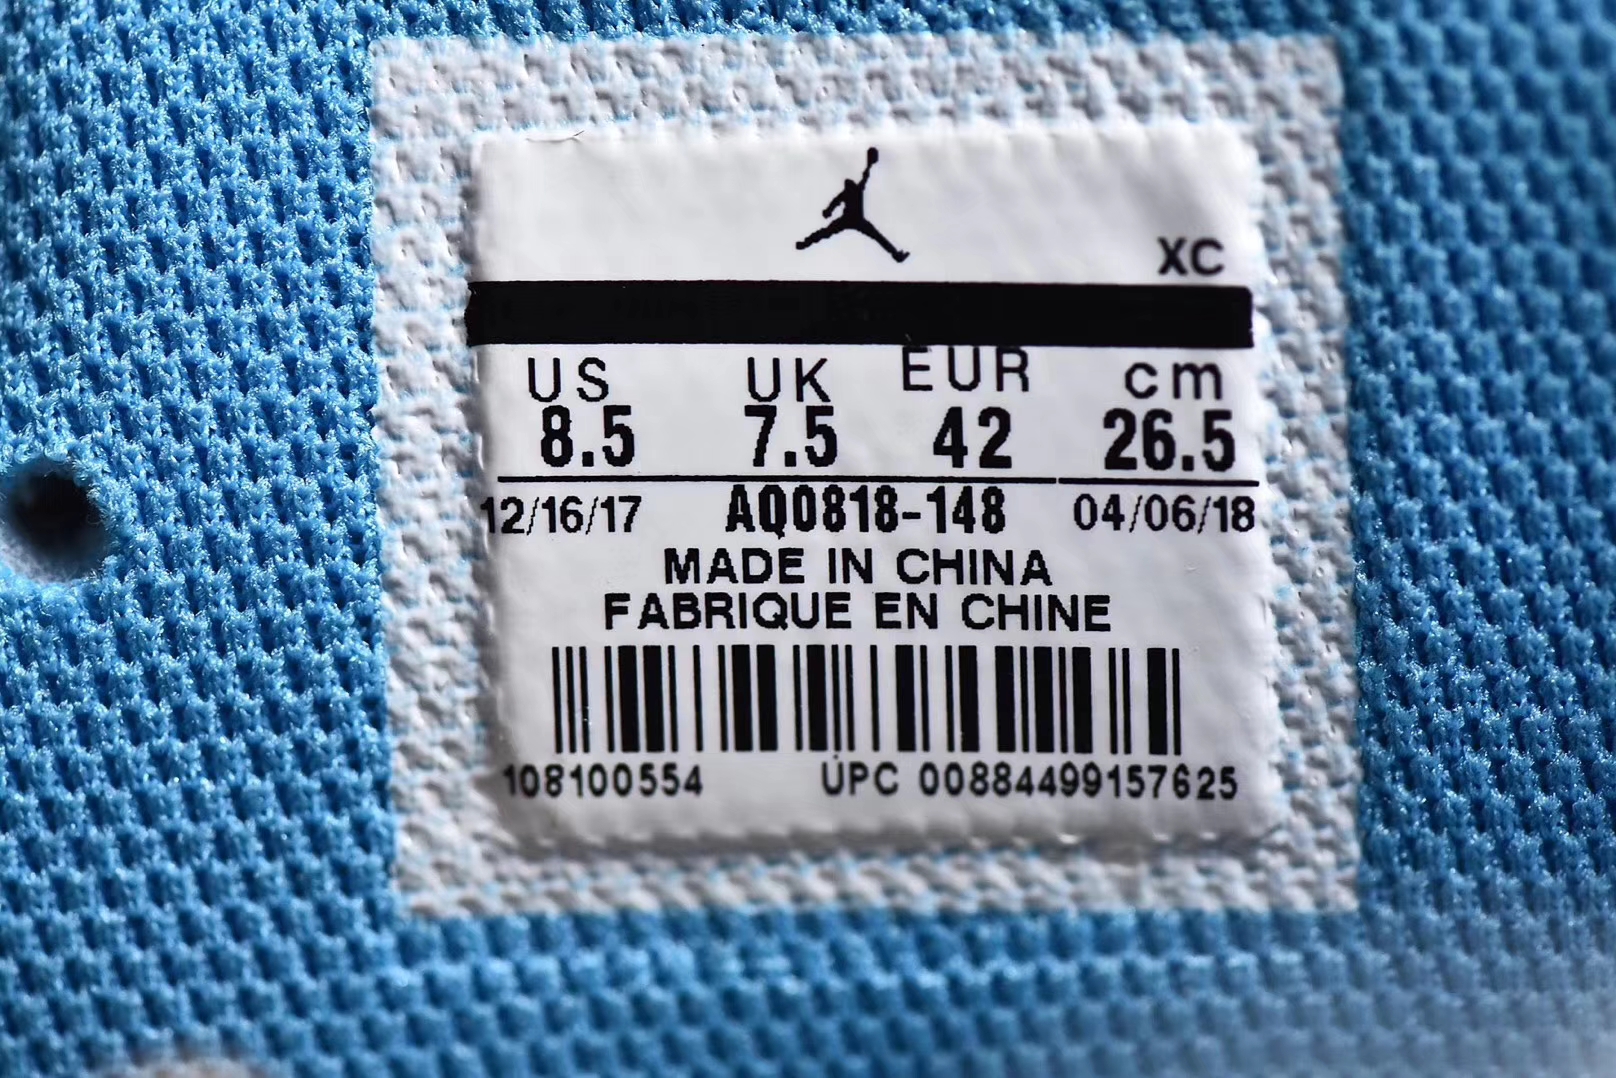 XC
US UK EUR cm
8.5 7.5 42 26.5
12/16/17 AQ0818-148 04/06/18
MADE IN CHINA
FABRIQUE EN CHINE
108100554 UPC 00884499157625